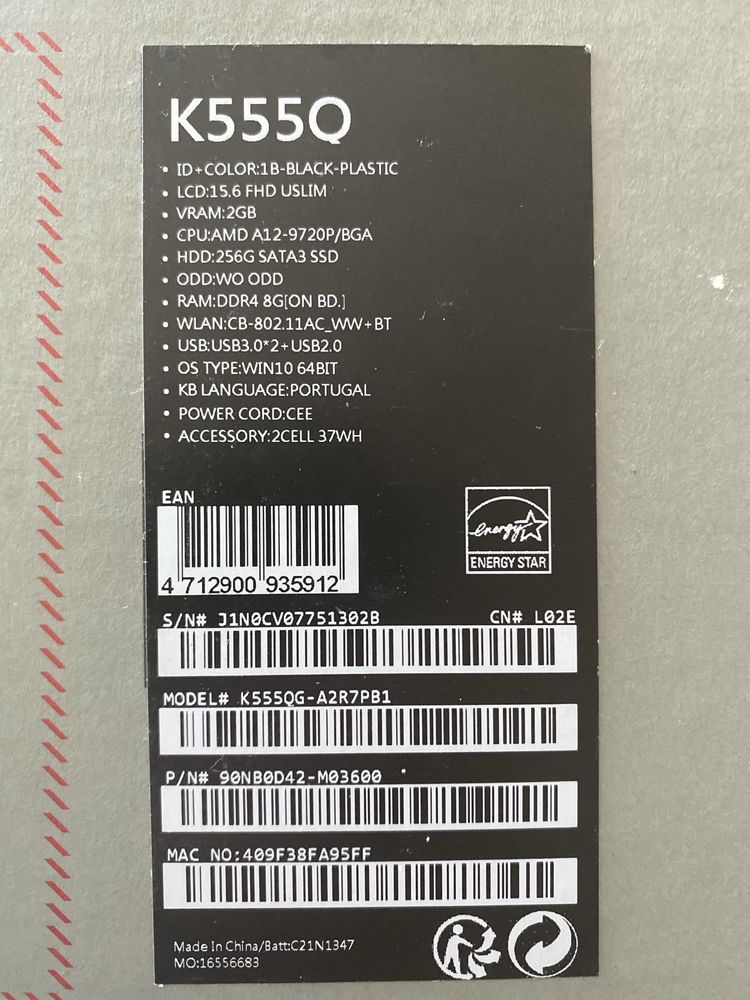 K555Q
• ID+COLOR:1B-BLACK-PLASTIC
• LCD:15.6 FHD USLIM
• VRAM:2GB
• CPU:AMD A12-9720P/BGA
• HDD:256G SATA3 SSD
• ODD:WO ODD
• RAM:DDR4 8G[ON BD.]
• WLAN:CB-802.11AC_WW+BT
• USB:USB3.0*2+USB2.0
• OS TYPE:WIN10 64BIT
• KB LANGUAGE:PORTUGAL
• POWER CORD:CEE
• ACCESSORY:2CELL 37WH
EAN
4 712900 935912
energy
ENERGY STAR
S/N# J1N0CV07751302B CN# L02E
MODEL# K555QG-A2R7PB1
P/N# 90NB0D42-M03600
MAC NO:409F38FA95FF
Made In China/Batt:C21N1347
MO:16556683